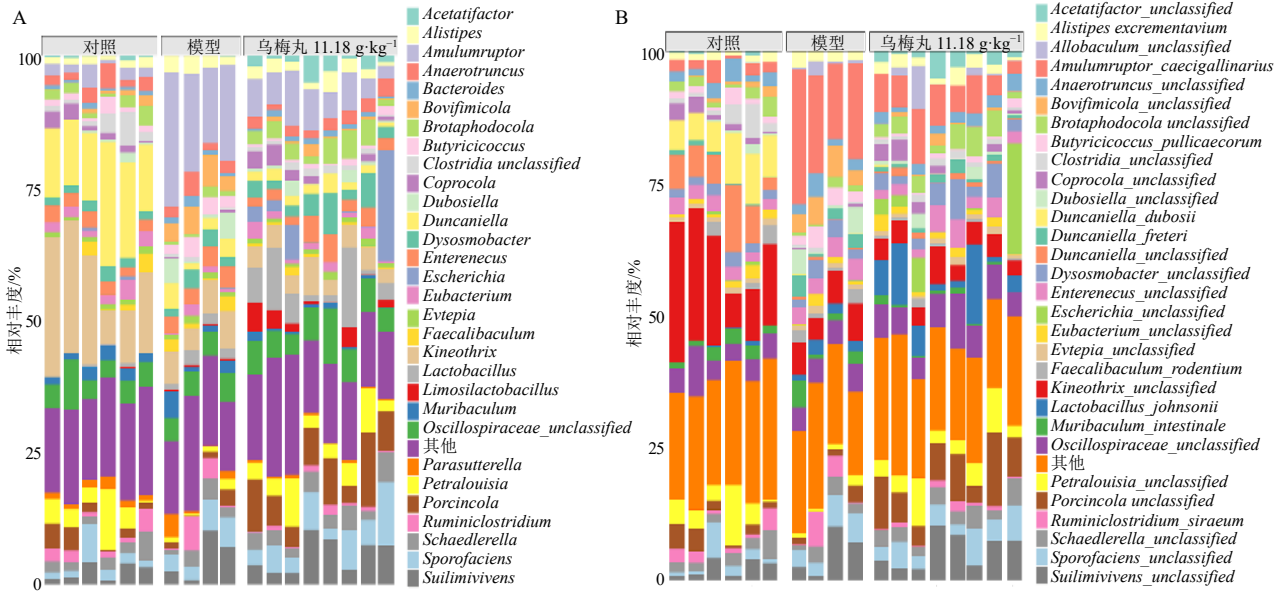 A
对照
模型
乌梅丸 11.18 g·kg⁻¹
相对丰度/%
100
75
50
25
0
Acetatifactor
Alistipes
Amulumruptor
Anaerotruncus
Bacteroides
Bovifimicola
Brotaphodocola
Butyricicoccus
Clostridia unclassified
Coprocola
Dubosiella
Duncaniella
Dysosmobacter
Enterenecus
Escherichia
Eubacterium
Evtepia
Faecalibaculum
Kineothrix
Lactobacillus
Limosilactobacillus
Muribaculum
Oscillospiraceae_unclassified
其他
Parasutterella
Petralouisia
Porcincola
Ruminiclostridium
Schaedlerella
Sporofaciens
Suilimivivens
B
对照
模型
乌梅丸 11.18 g·kg⁻¹
相对丰度/%
100
75
50
25
0
Acetatifactor_unclassified
Alistipes excrementavium
Allobaculum_unclassified
Amulumruptor_caecigallinarius
Anaerotruncus_unclassified
Bovifimicola_unclassified
Brotaphodocola unclassified
Butyricicoccus_pullicaecorum
Clostridia_unclassified
Coprocola_unclassified
Dubosiella_unclassified
Duncaniella_dubosii
Duncaniella_freteri
Duncaniella_unclassified
Dysosmobacter_unclassified
Enterenecus_unclassified
Escherichia_unclassified
Eubacterium_unclassified
Evtepia_unclassified
Faecalibaculum_rodentium
Kineothrix_unclassified
Lactobacillus_johnsonii
Muribaculum_intestinale
Oscillospiraceae_unclassified
其他
Petralouisia_unclassified
Porcincola unclassified
Ruminiclostridium_siraeum
Schaedlerella_unclassified
Sporofaciens_unclassified
Suilimivivens_unclassified